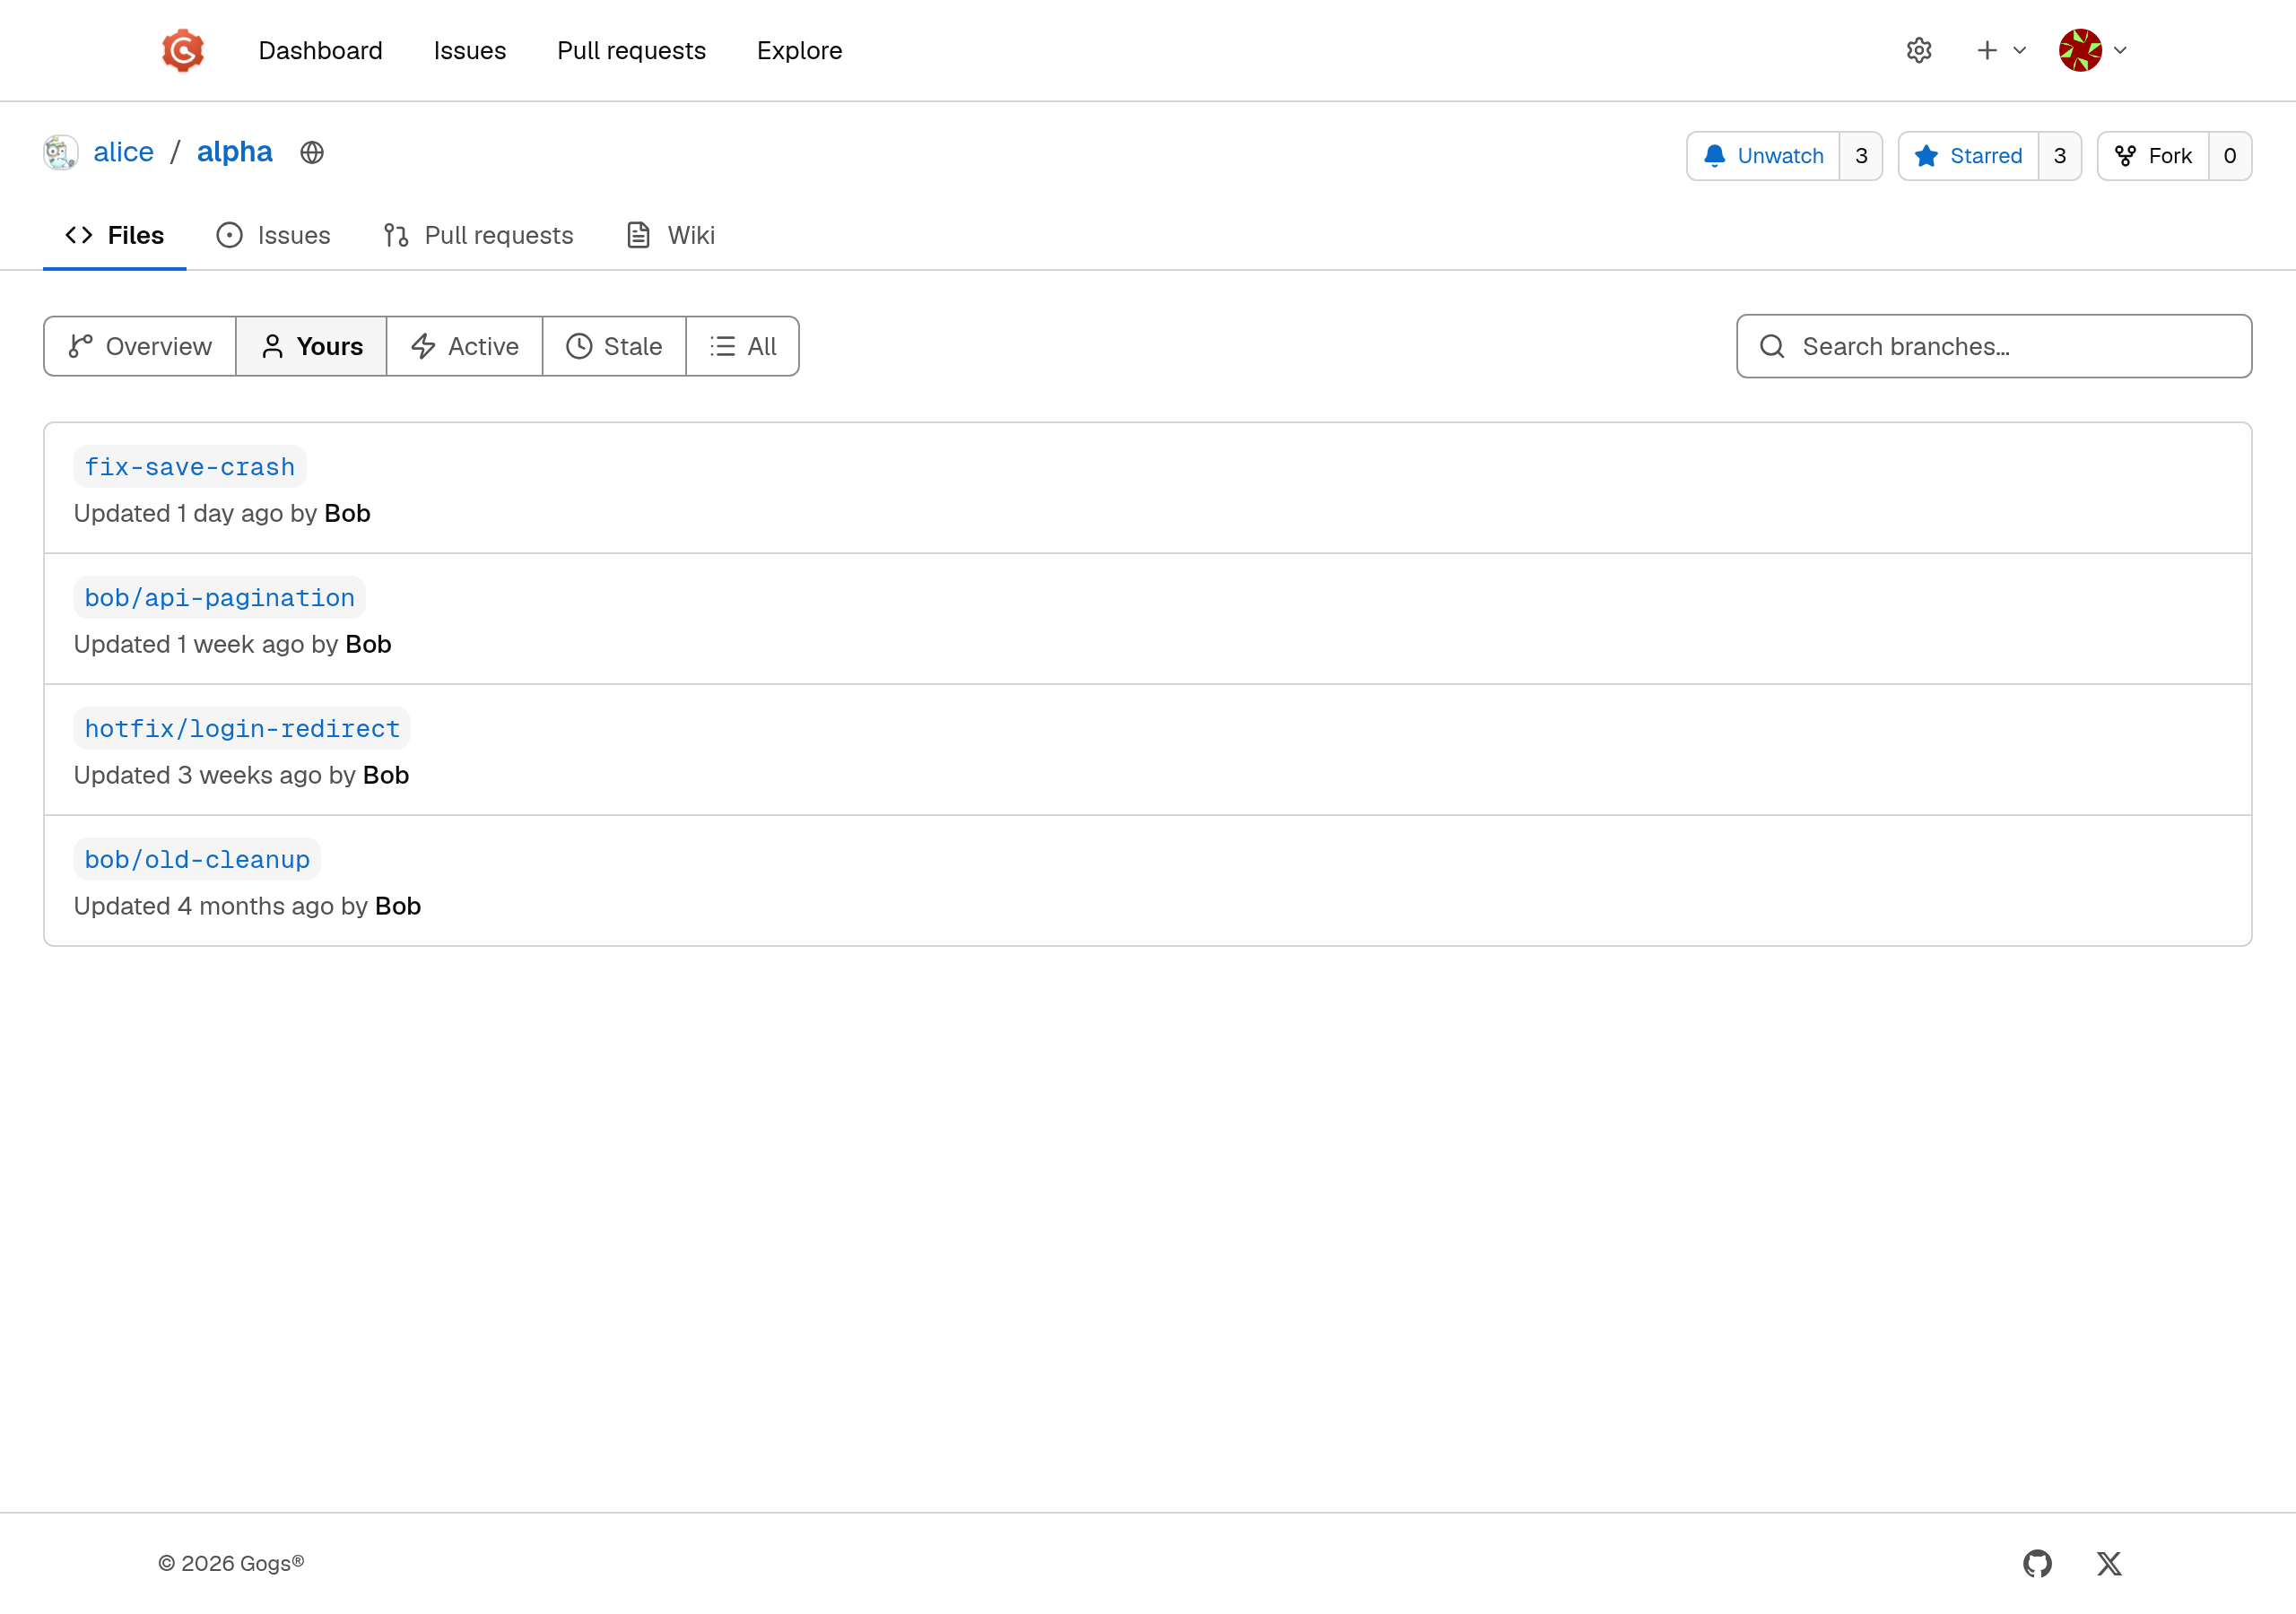 Dashboard Issues Pull requests Explore
alice / alpha
Unwatch 3 Starred 3 Fork 0
Files Issues Pull requests Wiki
Overview Yours Active Stale All
Search branches...
fix-save-crash
Updated 1 day ago by Bob
bob/api-pagination
Updated 1 week ago by Bob
hotfix/login-redirect
Updated 3 weeks ago by Bob
bob/old-cleanup
Updated 4 months ago by Bob
© 2026 Gogs®